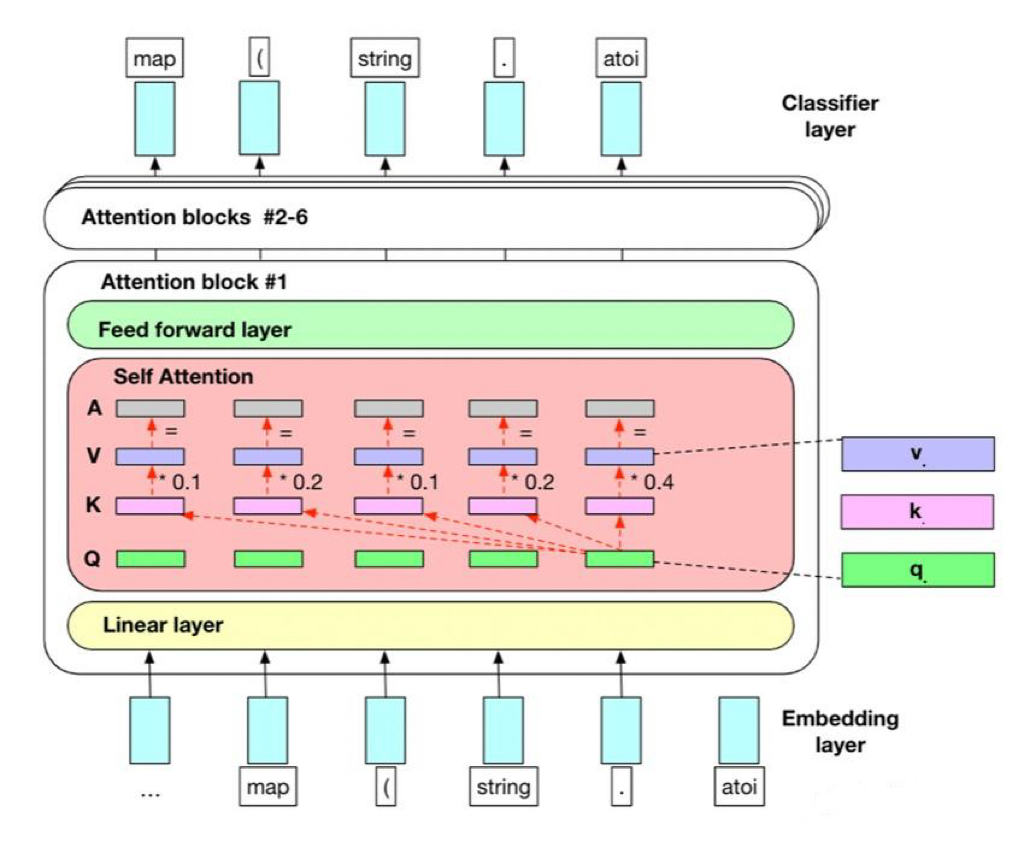 map ( string . atoi
Classifier
layer
Attention blocks #2-6
Attention block #1
Feed forward layer
Self Attention
A
= = = = =
V
v.
* 0.1 * 0.2 * 0.1 * 0.2 * 0.4
K
k.
Q
q.
Linear layer
Embedding
layer
... map ( string . atoi